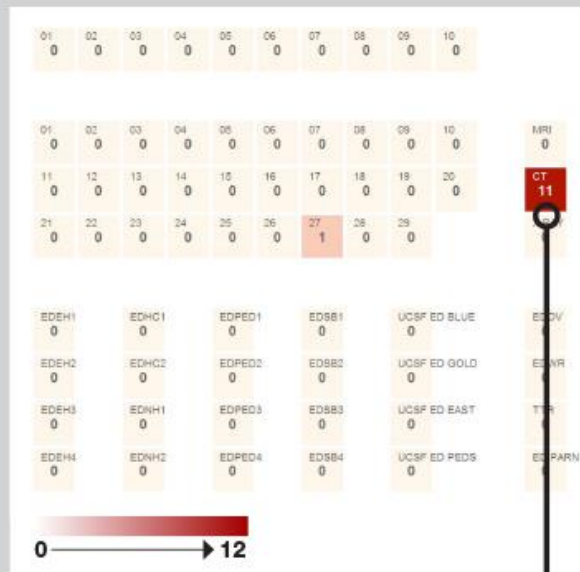 01 02 03 04 05 06 07 08 09 10
0 0 0 0 0 0 0 0 0 0
01 02 03 04 05 06 07 08 09 10 MRI
0 0 0 0 0 0 0 0 0 0 0
11 12 13 14 15 16 17 18 19 20 CT
0 0 0 0 0 0 0 0 0 0 11
21 22 23 24 25 26 27 28 29
0 0 0 0 0 0 1 0 0
EDEH1 EDHC1 EDPED1 EDSB1 UCSF ED BLUE
0 0 0 0 0
EDEH2 EDHC2 EDPED2 EDSB2 UCSF ED GOLD
0 0 0 0 0
EDEH3 EDNH1 EDPED3 EDSB3 UCSF ED EAST
0 0 0 0 0
EDEH4 EDNH2 EDPED4 EDSB4 UCSF ED PEDS
0 0 0 0 0
0 12